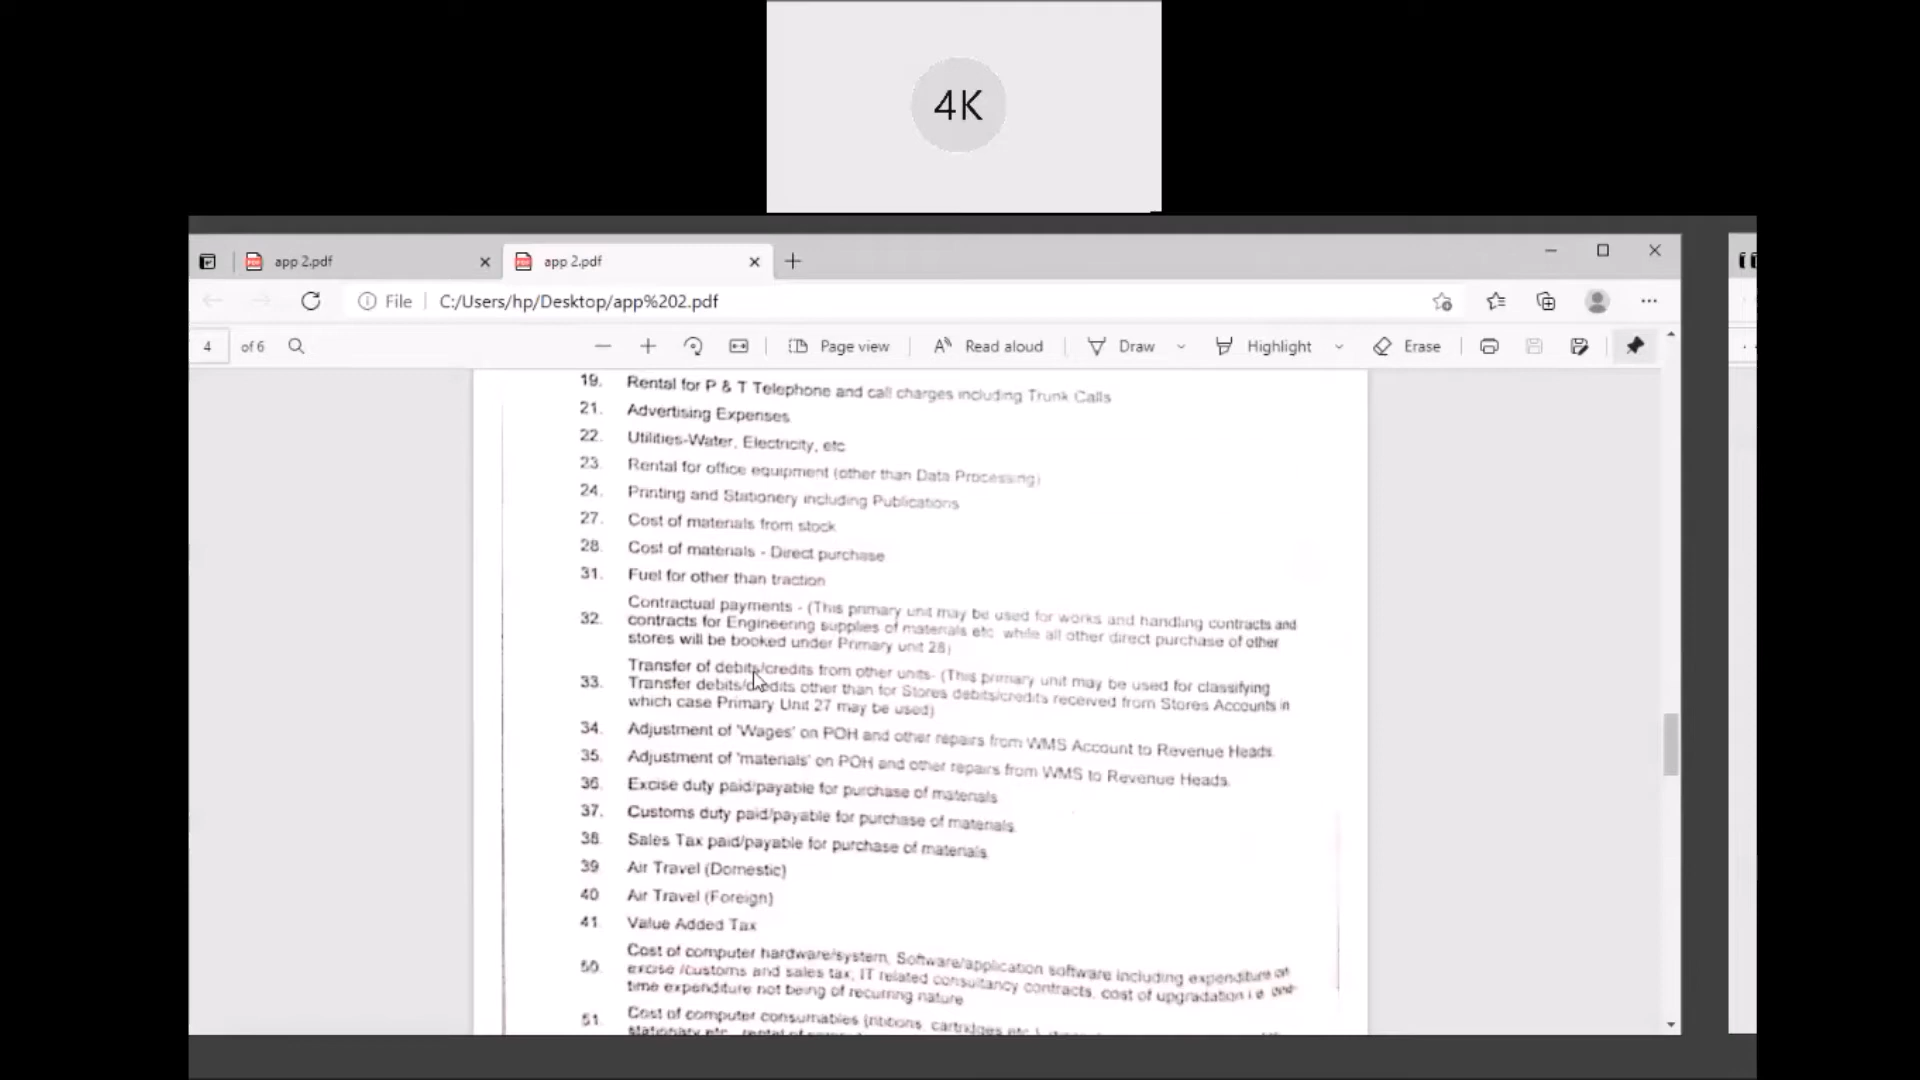 4K
app 2.pdf
app 2.pdf
File
C:/Users/hp/Desktop/app%202.pdf
4 of 6
Page view
Read aloud
Draw
Highlight
Erase
19. Rental for P & T Telephone and call charges including Trunk Calls
21. Advertising Expenses
22. Utilities-Water, Electricity, etc
23. Rental for office equipment (other than Data Processing)
24. Printing and Stationery including Publications
27. Cost of materials from stock
28. Cost of materials - Direct purchase
31. Fuel for other than traction
32. Contractual payments - (This primary unit may be used for works and handling contracts and
contracts for Engineering supplies of materials etc while all other direct purchase of other
stores will be booked under Primary unit 28)
33. Transfer of debits/credits from other units- (This primary unit may be used for classifying
Transfer debits/credits other than for Stores debits/credits received from Stores Accounts in
which case Primary Unit 27 may be used)
34. Adjustment of 'Wages' on POH and other repairs from WMS Account to Revenue Heads.
35. Adjustment of 'materials' on POH and other repairs from WMS to Revenue Heads.
36. Excise duty paid/payable for purchase of materials
37. Customs duty paid/payable for purchase of materials.
38. Sales Tax paid/payable for purchase of materials
39 Air Travel (Domestic)
40 Air Travel (Foreign)
41. Value Added Tax
50. Cost of computer hardware/system, Software/application software including expenditure on
excise /customs and sales tax, IT related consultancy contracts, cost of upgradation i.e. one
time expenditure not being of recurring nature
51. Cost of computer consumables (ribbons, cartridges etc.),
stationary etc., rental of